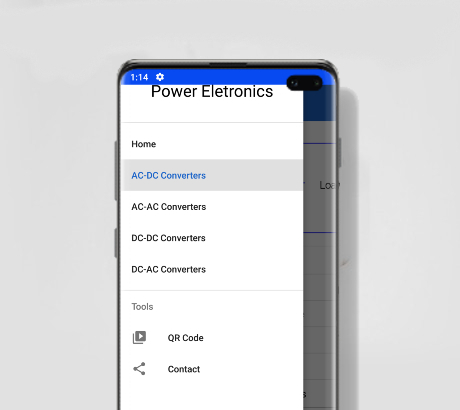 1:14
Power Eletronics
Home
AC-DC Converters
Loa
AC-AC Converters
DC-DC Converters
DC-AC Converters
Tools
QR Code
Contact